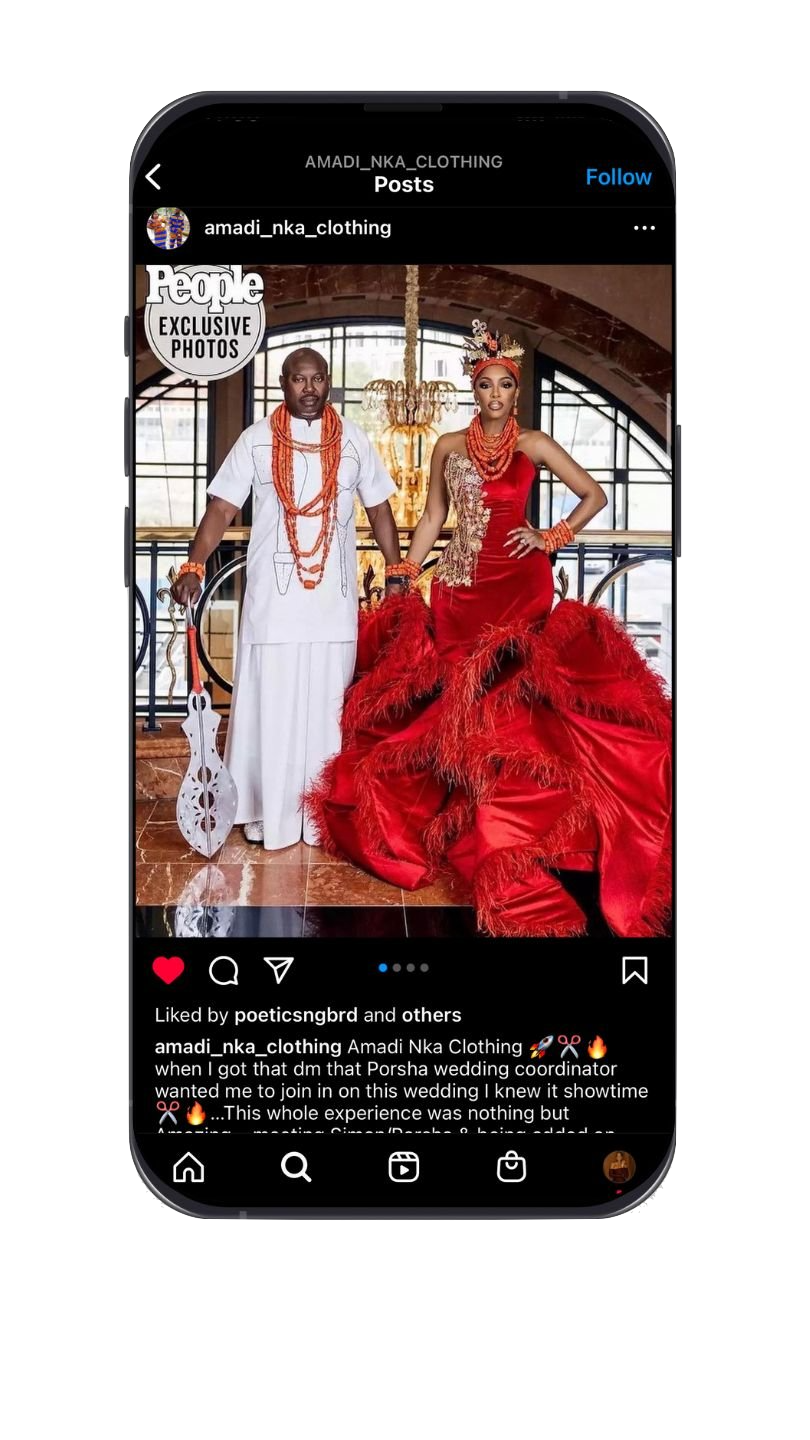 AMADI_NKA_CLOTHING
Posts
Follow
amadi_nka_clothing
People
EXCLUSIVE
PHOTOS
Liked by poeticsngbrd and others
amadi_nka_clothing Amadi Nka Clothing 🚀✂️🔥
when I got that dm that Porsha wedding coordinator
wanted me to join in on this wedding I knew it showtime
✂️🔥...This whole experience was nothing but